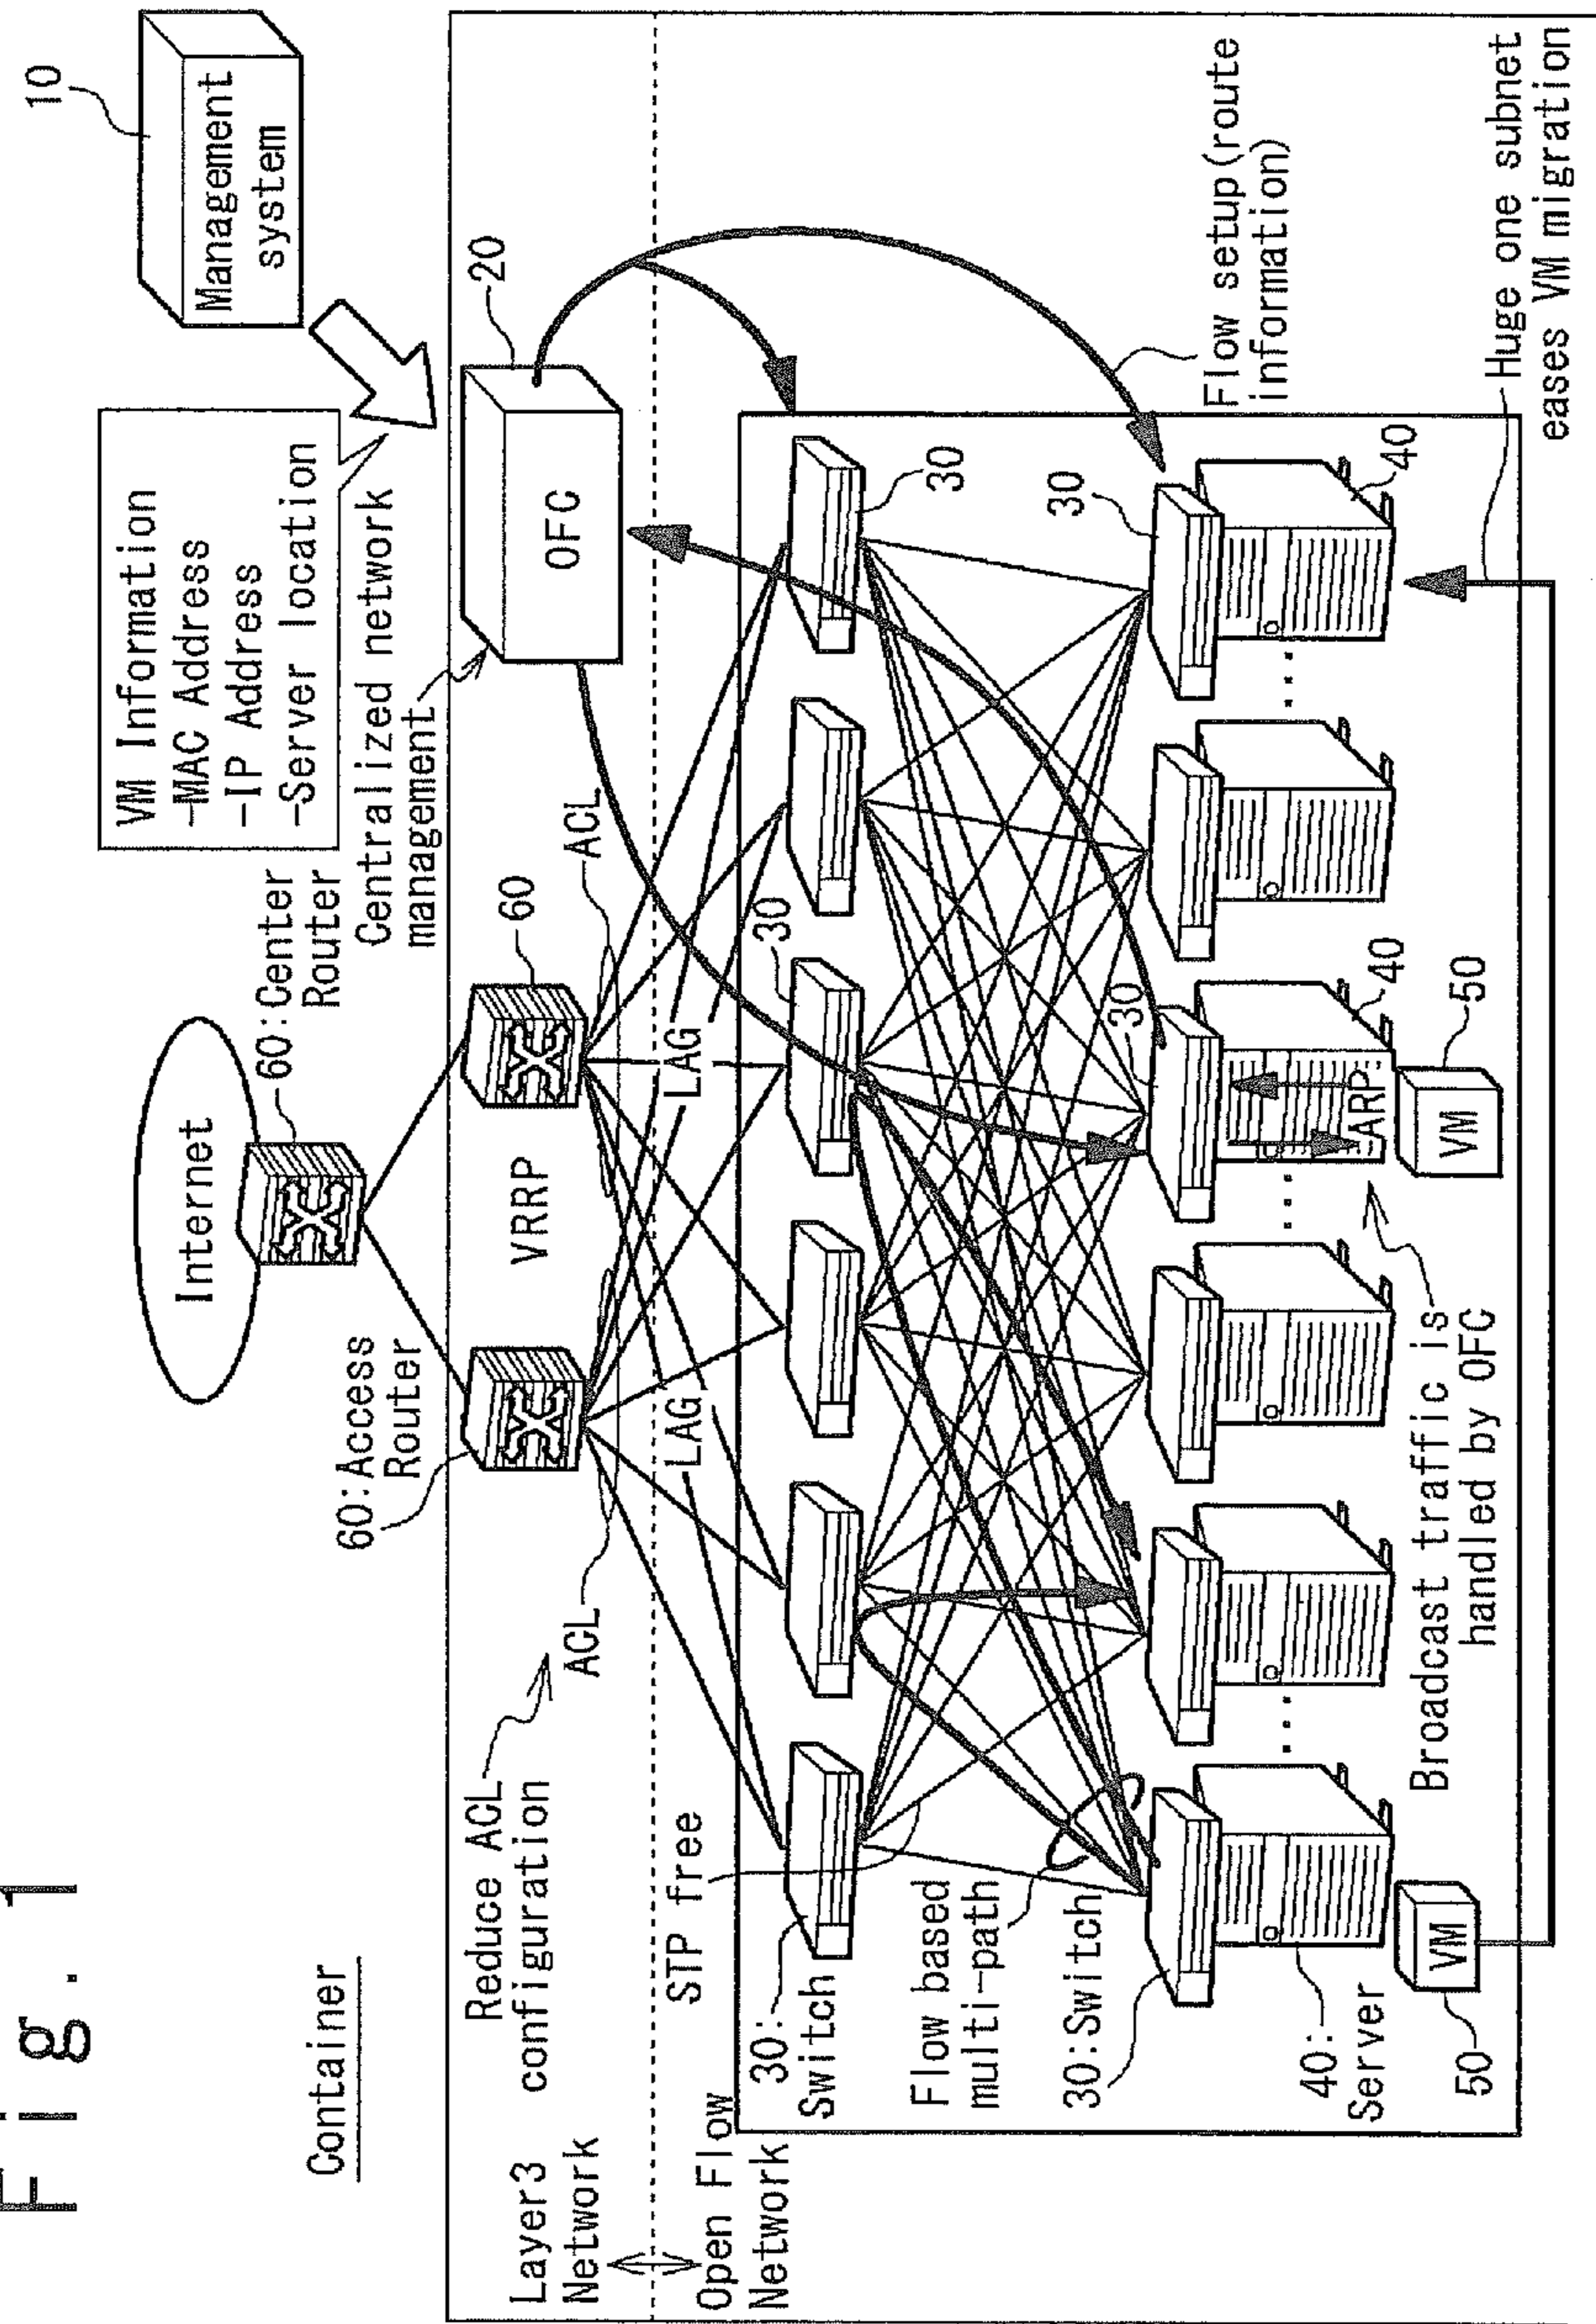 Fig. 1
Container
10
Management
system
VM Information
-MAC Address
-IP Address
-Server location
Internet
60:Center
Router
Centralized network
management
20
OFC
60:Access
Router
60
VRRP
ACL
ACL
Reduce ACL
configuration
Layer3
Network
Open Flow
Network
STP free
LAG
LAG
30:
Switch
30
30
Flow setup(route
information)
Flow based
multi-path
30:Switch
30
30
40:
Server
40
40
ARP
50
VM
VM
50
Broadcast traffic is
handled by OFC
Huge one subnet
eases VM migration